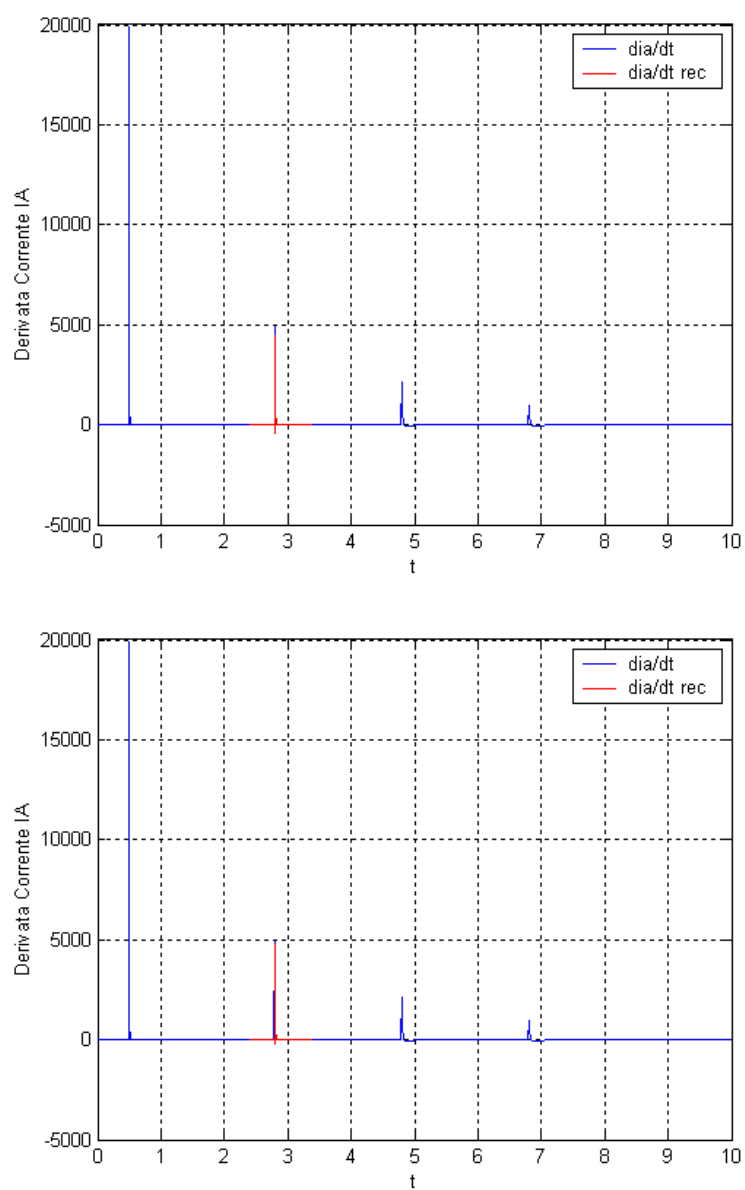 20000
dia/dt
dia/dt rec
15000
10000
5000
0
-5000
Derivata Corrente IA
0 1 2 3 4 5 6 7 8 9 10
t
20000
dia/dt
dia/dt rec
15000
10000
5000
0
-5000
Derivata Corrente IA
0 1 2 3 4 5 6 7 8 9 10
t